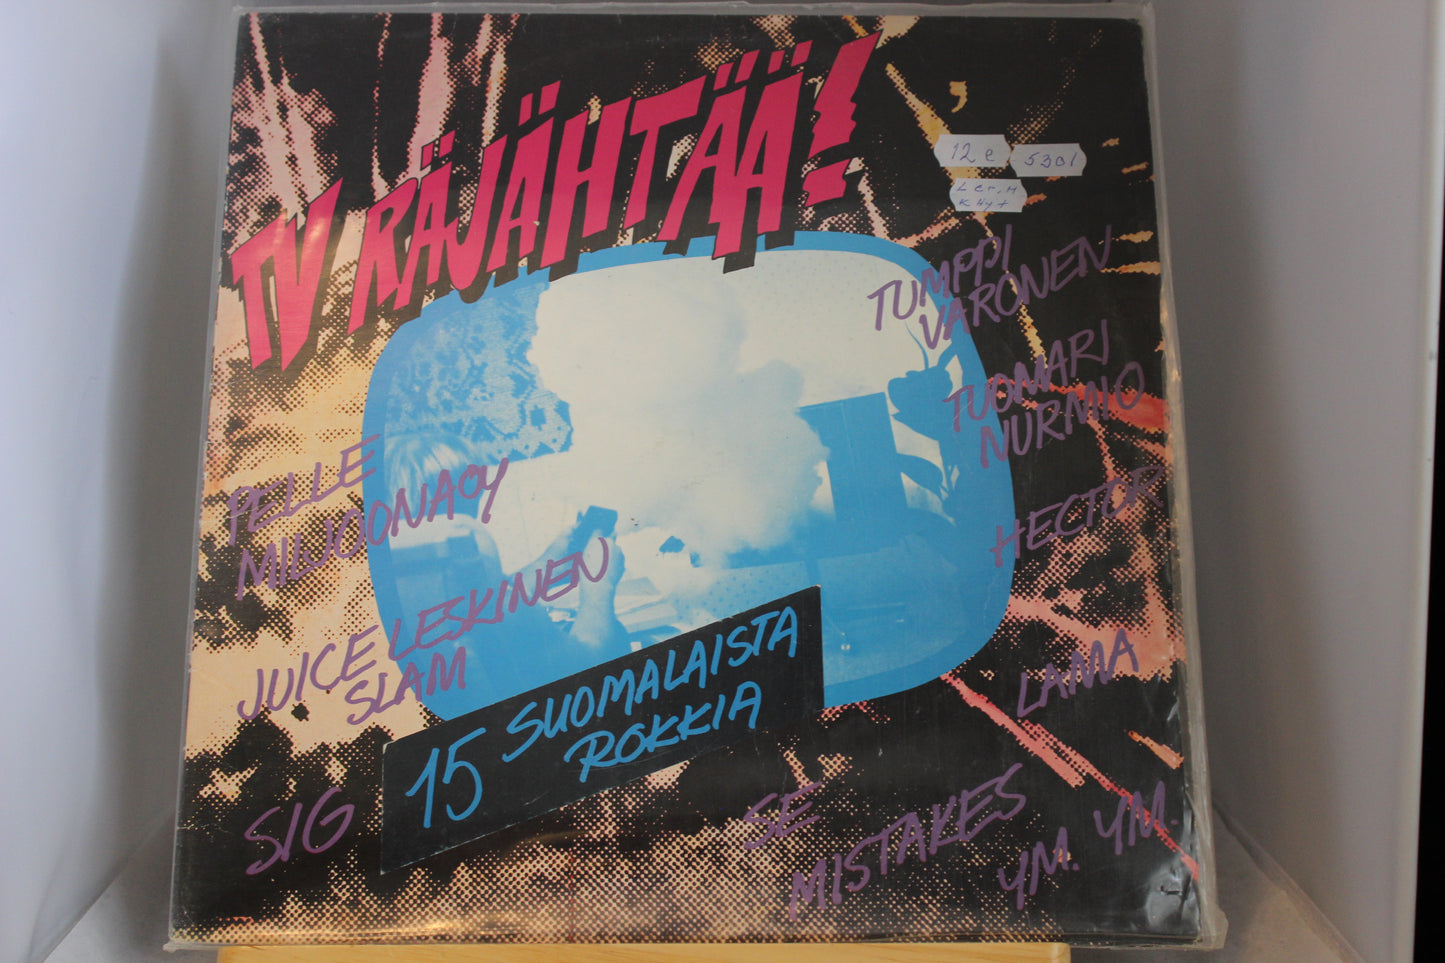 TV RÄJÄHTÄÄ!
12 e
5301
TUMPPI
VARONEN
TUOMARI
NURMIO
HECTOR
LAMA
PELLE
MILJOONA OY
JUICE LESKINEN
SLAM
15 SUOMALAISTA
ROKKIA
SIG
SE
MISTAKES
YM. YM.